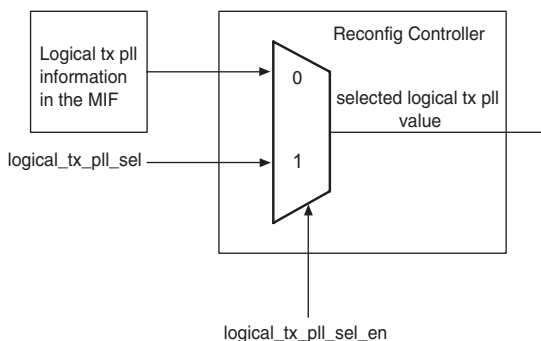 Reconfig Controller
Logical tx pll
information
in the MIF
0
selected logical tx pll
value
logical_tx_pll_sel
1
logical_tx_pll_sel_en